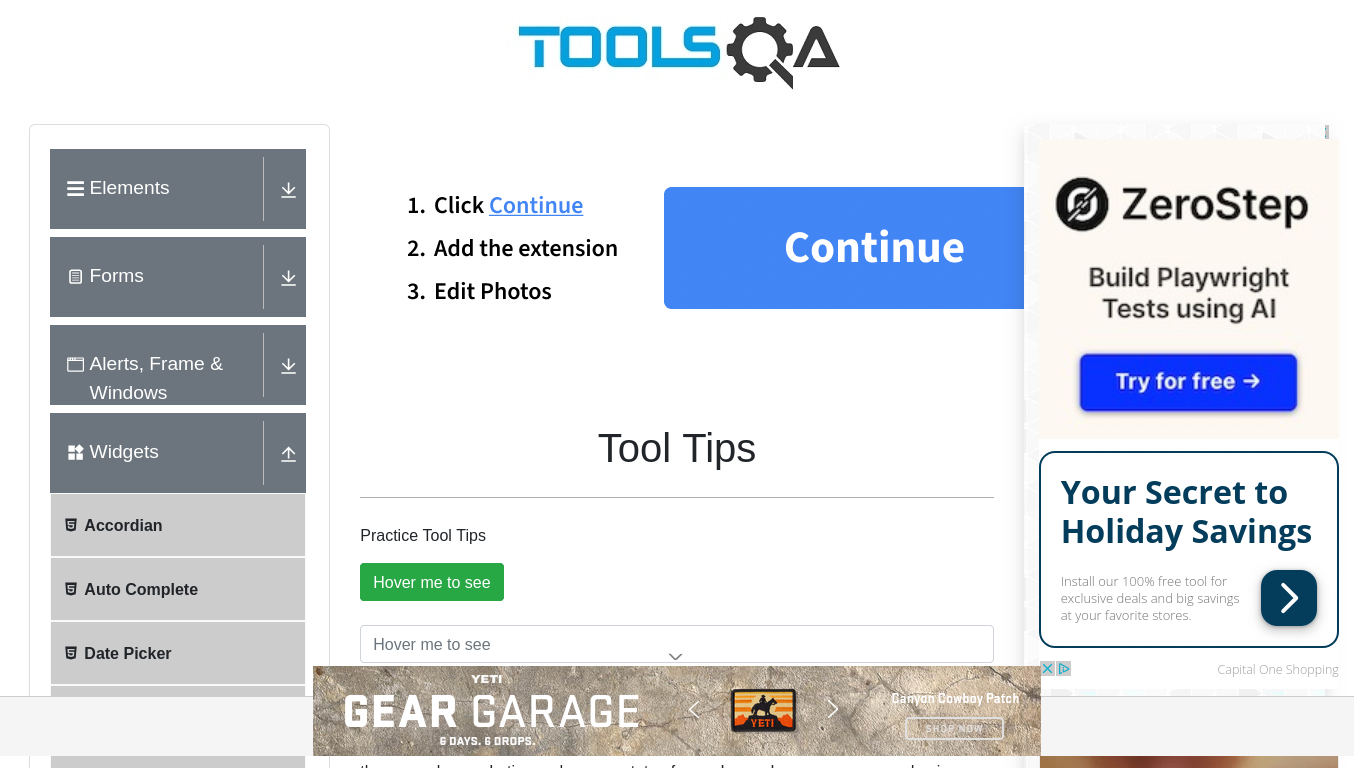 TOOLSQA
Elements
Forms
Alerts, Frame &
Windows
Widgets
Accordian
Auto Complete
Date Picker
1. Click Continue
2. Add the extension
3. Edit Photos
Continue
Tool Tips
Practice Tool Tips
Hover me to see
Hover me to see
ZeroStep
Build Playwright
Tests using AI
Try for free →
Your Secret to
Holiday Savings
Install our 100% free tool for
exclusive deals and big savings
at your favorite stores.
Capital One Shopping
YETI
GEAR GARAGE
6 DAYS. 6 DROPS.
YETI
Canyon Cowboy Patch
SHOP NOW